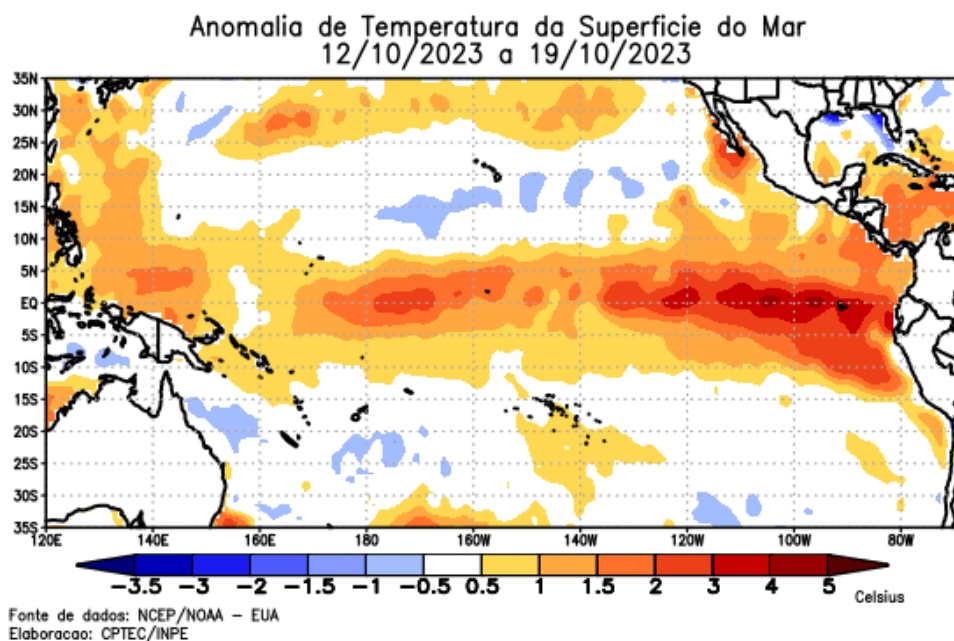 Anomalia de Temperatura da Superficie do Mar
12/10/2023 a 19/10/2023
35N
30N
25N
20N
15N
10N
5N
EQ
5S
10S
15S
20S
25S
30S
35S
120E 140E 160E 180 160W 140W 120W 100W 80W
−3.5 −3 −2 −1.5 −1 −0.5 0.5 1 1.5 2 3 4 5 Celsius
Fonte de dados: NCEP/NOAA − EUA
Elaboracao: CPTEC/INPE